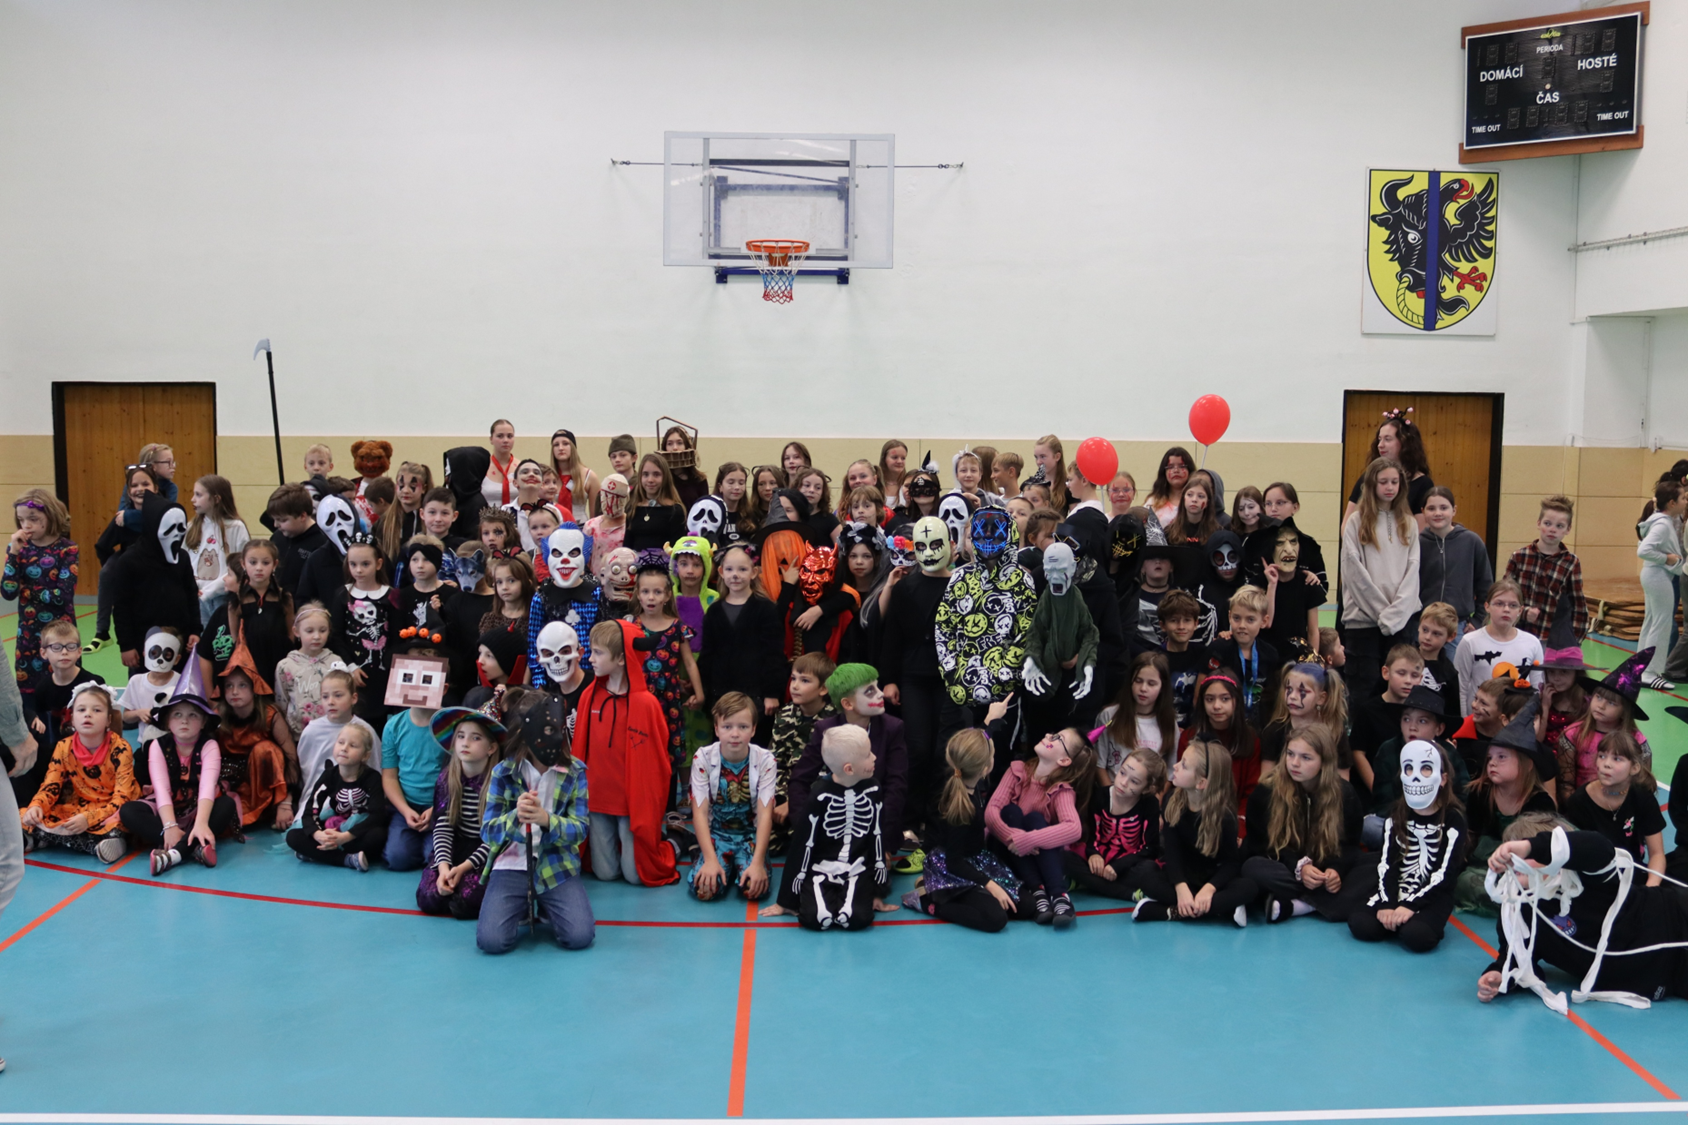 PERIODA
DOMÁCÍ HOSTÉ
ČAS
TIME OUT TIME OUT